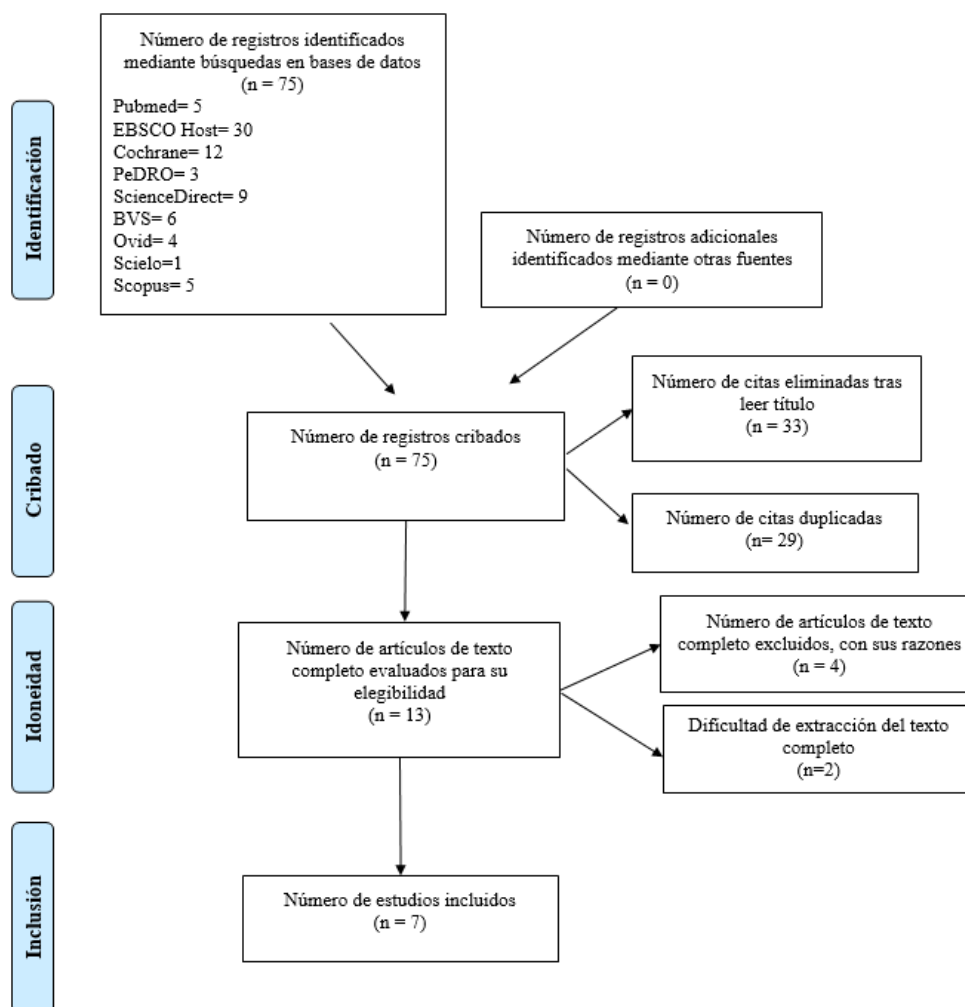 Identificación
Número de registros identificados
mediante búsquedas en bases de datos
(n = 75)
Pubmed= 5
EBSCO Host= 30
Cochrane= 12
PeDRO= 3
ScienceDirect= 9
BVS= 6
Ovid= 4
Scielo=1
Scopus= 5
Número de registros adicionales
identificados mediante otras fuentes
(n = 0)
Cribado
Número de registros cribados
(n = 75)
Número de citas eliminadas tras
leer título
(n = 33)
Número de citas duplicadas
(n= 29)
Idoneidad
Número de artículos de texto
completo evaluados para su
elegibilidad
(n = 13)
Número de artículos de texto
completo excluidos, con sus razones
(n = 4)
Dificultad de extracción del texto
completo
(n=2)
Inclusión
Número de estudios incluidos
(n = 7)